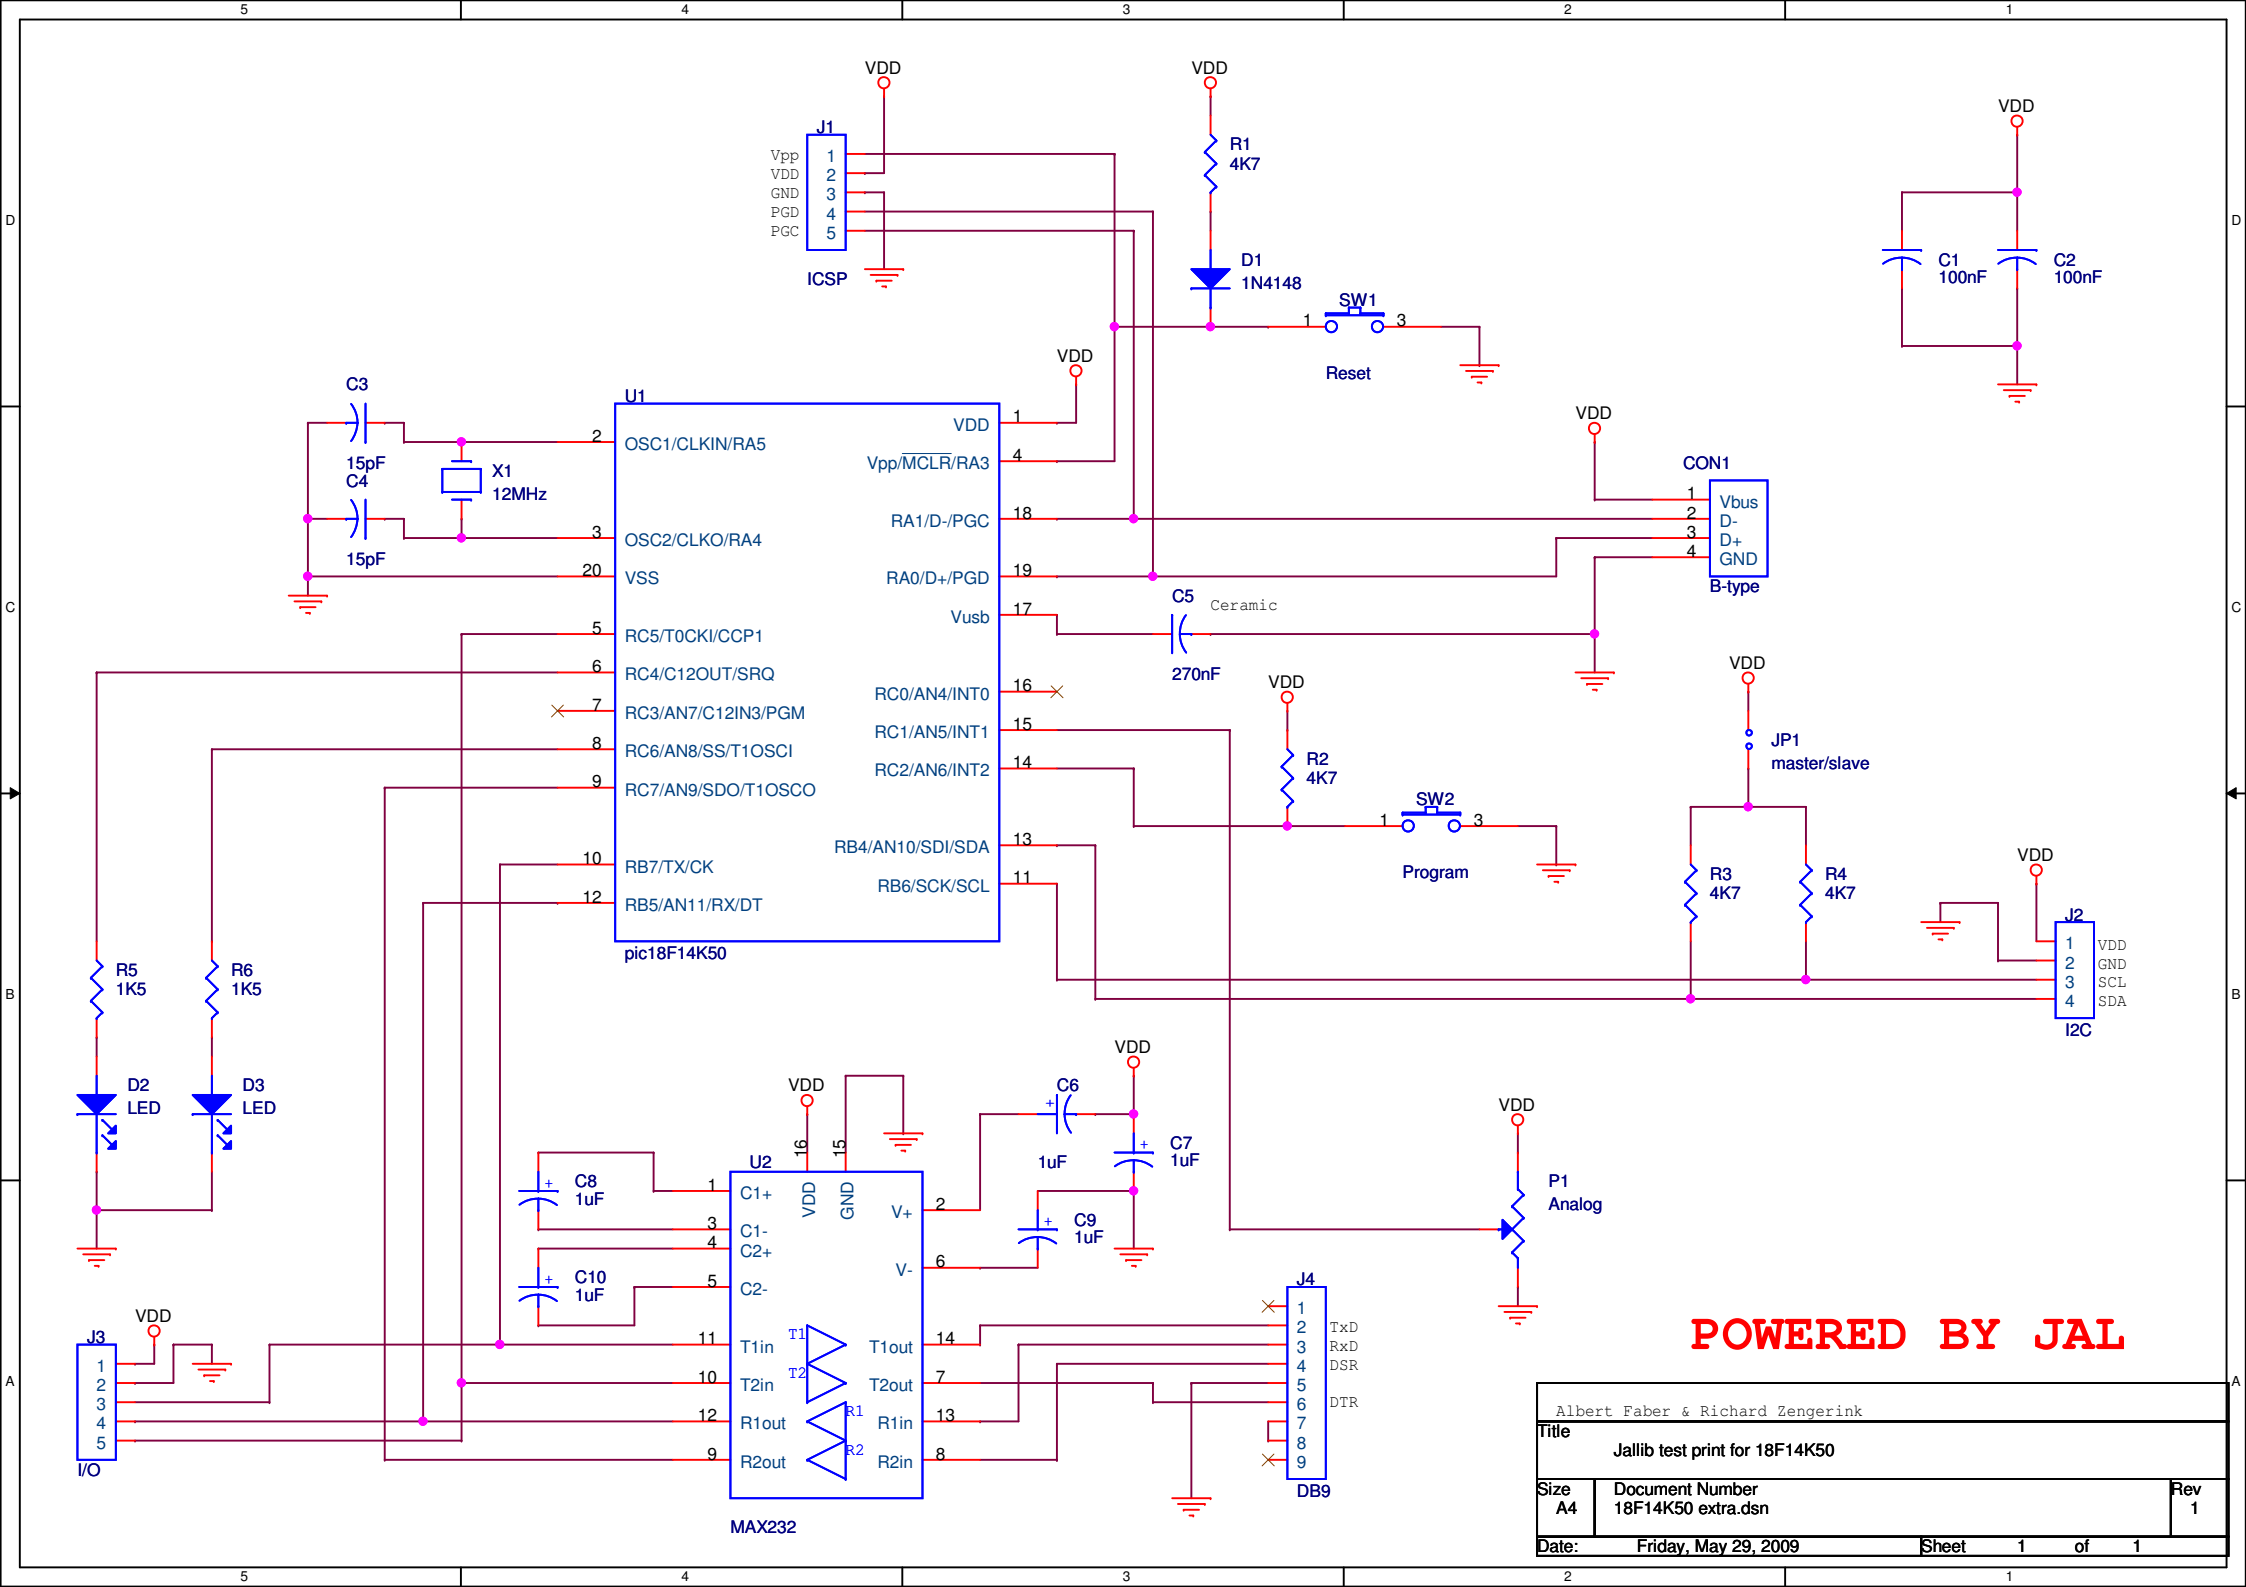 5 4 3 2 1
D
C
B
A
D
C
B
A
VDD
J1
Vpp 1
VDD 2
GND 3
PGD 4
PGC 5
ICSP
VDD
R1
4K7
D1
1N4148
SW1
1 3
Reset
VDD
C1
100nF
C2
100nF
C3
15pF
C4
15pF
X1
12MHz
U1
2 OSC1/CLKIN/RA5
3 OSC2/CLKO/RA4
20 VSS
5 RC5/T0CKI/CCP1
6 RC4/C12OUT/SRQ
7 RC3/AN7/C12IN3/PGM
8 RC6/AN8/SS/T1OSCI
9 RC7/AN9/SDO/T1OSCO
10 RB7/TX/CK
12 RB5/AN11/RX/DT
VDD 1
Vpp/MCLR/RA3 4
RA1/D-/PGC 18
RA0/D+/PGD 19
Vusb 17
RC0/AN4/INT0 16
RC1/AN5/INT1 15
RC2/AN6/INT2 14
RB4/AN10/SDI/SDA 13
RB6/SCK/SCL 11
pic18F14K50
VDD
VDD
CON1
1 Vbus
2 D-
3 D+
4 GND
B-type
C5
Ceramic
270nF
VDD
R2
4K7
SW2
1 3
Program
VDD
JP1
master/slave
R3
4K7
R4
4K7
VDD
J2
1 VDD
2 GND
3 SCL
4 SDA
I2C
R5
1K5
R6
1K5
D2
LED
D3
LED
VDD
16 15
U2
VDD GND
1 C1+
3 C1-
4 C2+
5 C2-
11 T1in
10 T2in
12 R1out
9 R2out
T1
T2
R1
R2
V+ 2
V- 6
T1out 14
T2out 7
R1in 13
R2in 8
MAX232
C8 +
1uF
C10 +
1uF
VDD
C6
+
1uF
+ C7
1uF
+ C9
1uF
VDD
P1
Analog
VDD
J3
1
2
3
4
5
I/O
J4
1
2 TxD
3 RxD
4 DSR
5
6 DTR
7
8
9
DB9
POWERED BY JAL
Albert Faber & Richard Zengerink
Title
Jallib test print for 18F14K50
Size
A4
Document Number
18F14K50 extra.dsn
Rev
1
Date: Friday, May 29, 2009 Sheet 1 of 1
5 4 3 2 1